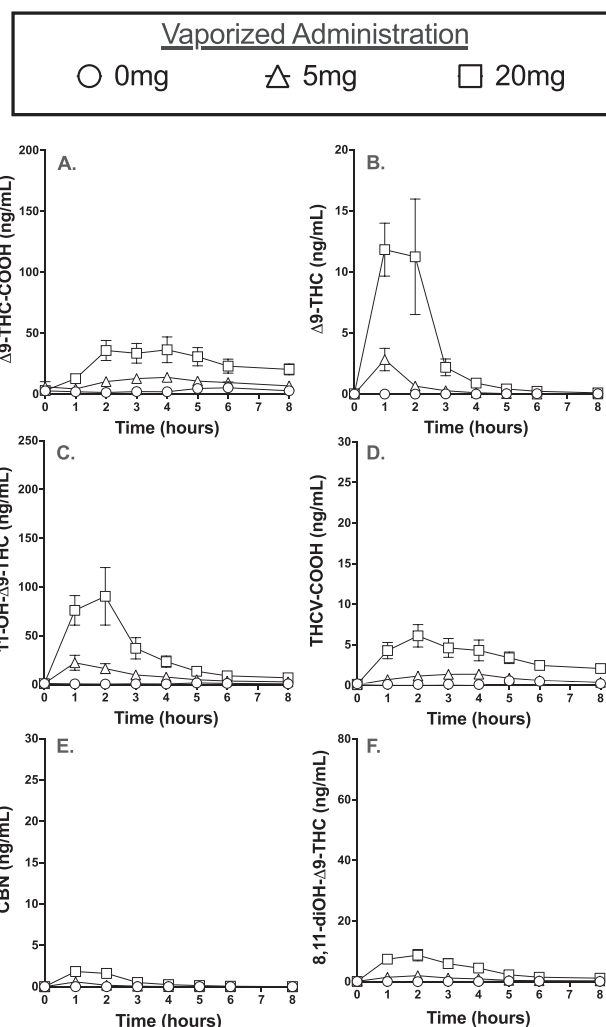 Vaporized Administration
0mg 5mg 20mg
A.
Δ9-THC-COOH (ng/mL)
200
150
100
50
0
0 1 2 3 4 5 6 7 8
Time (hours)
B.
Δ9-THC (ng/mL)
20
15
10
5
0
0 1 2 3 4 5 6 7 8
Time (hours)
C.
11-OH-Δ9-THC (ng/mL)
250
200
150
100
50
0
0 1 2 3 4 5 6 7 8
Time (hours)
D.
THCV-COOH (ng/mL)
30
25
20
15
10
5
0
0 1 2 3 4 5 6 7 8
Time (hours)
E.
CBN (ng/mL)
30
25
20
15
10
5
0
0 1 2 3 4 5 6 7 8
Time (hours)
F.
8,11-diOH-Δ9-THC (ng/mL)
80
60
40
20
0
0 1 2 3 4 5 6 7 8
Time (hours)